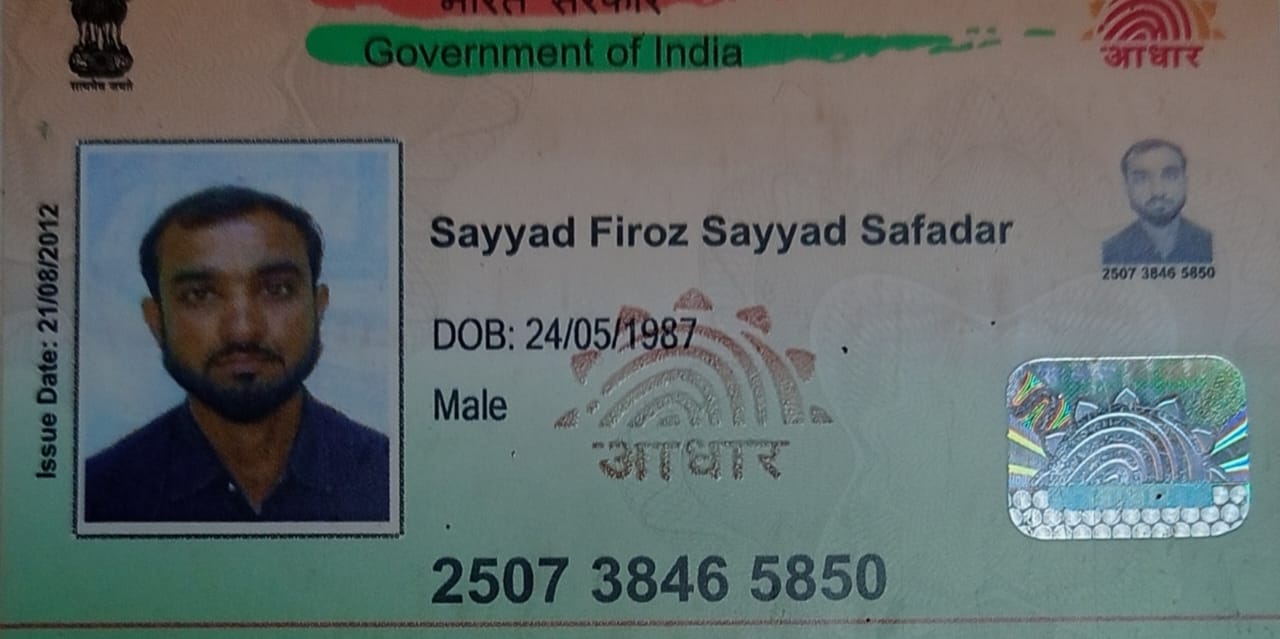 भारत सरकार
Government of India
सत्यमेव जयते
आधार
Issue Date: 21/08/2012
Sayyad Firoz Sayyad Safadar
2507 3846 5850
DOB: 24/05/1987
Male
आधार
2507 3846 5850